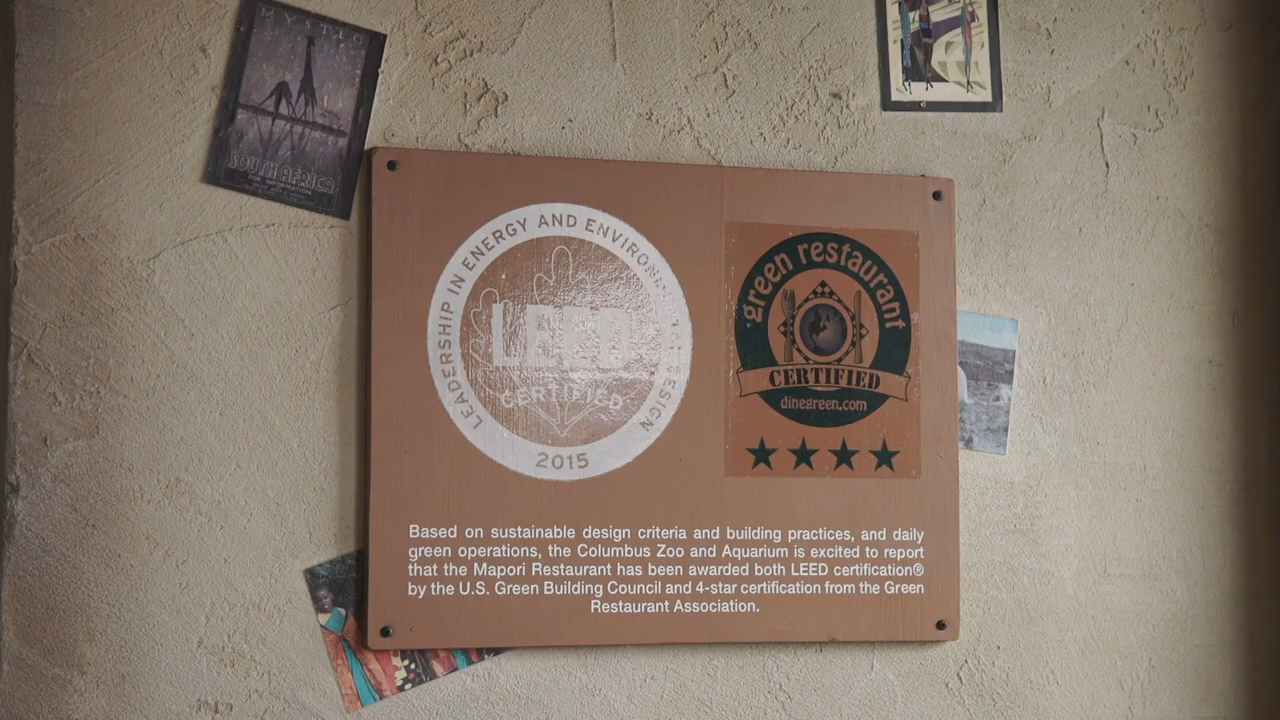 MYSTIC
SOUTH AFRICA
FOR INFORMATION
LEADERSHIP IN ENERGY AND ENVIRONMENTAL DESIGN
LEED
CERTIFIED
2015
green restaurant
CERTIFIED
dinegreen.com
Based on sustainable design criteria and building practices, and daily
green operations, the Columbus Zoo and Aquarium is excited to report
that the Mapori Restaurant has been awarded both LEED certification®
by the U.S. Green Building Council and 4-star certification from the Green
Restaurant Association.